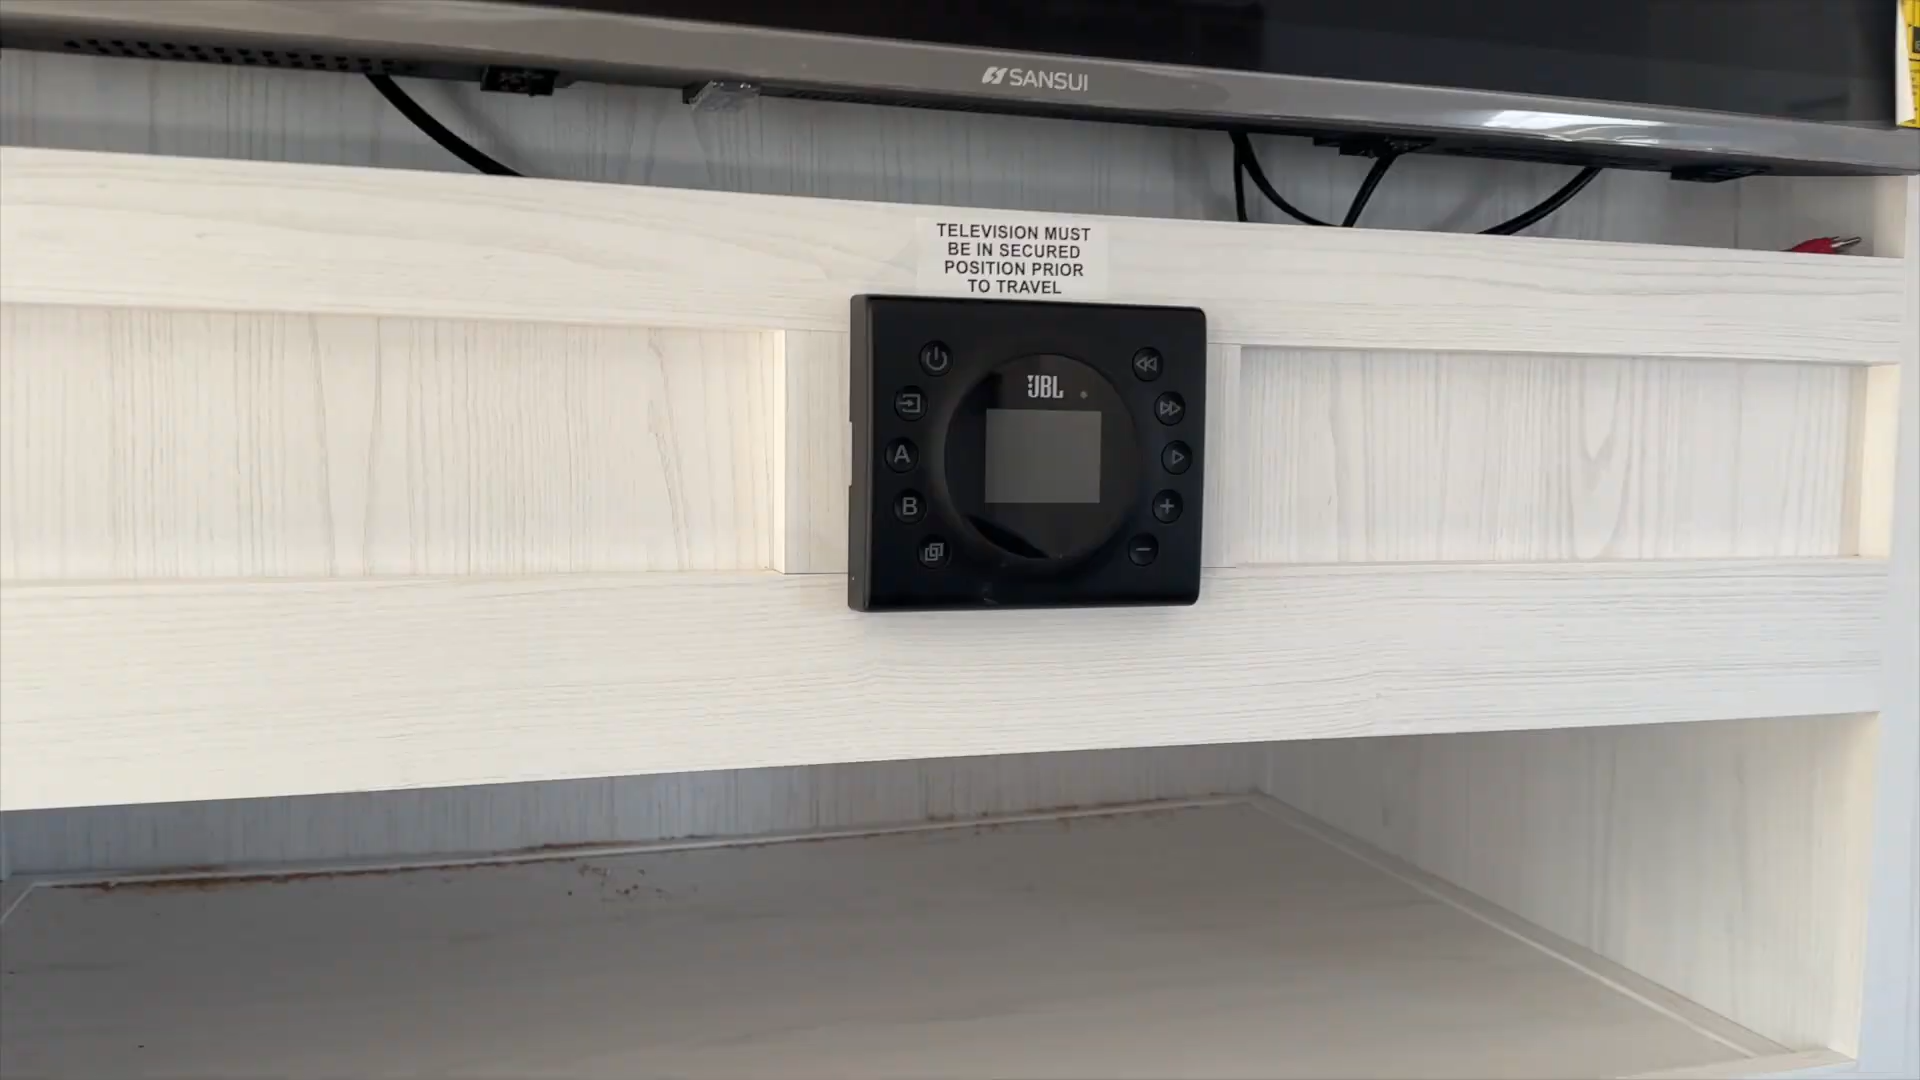 SANSUI
TELEVISION MUST
BE IN SECURED
POSITION PRIOR
TO TRAVEL
JBL
A
B